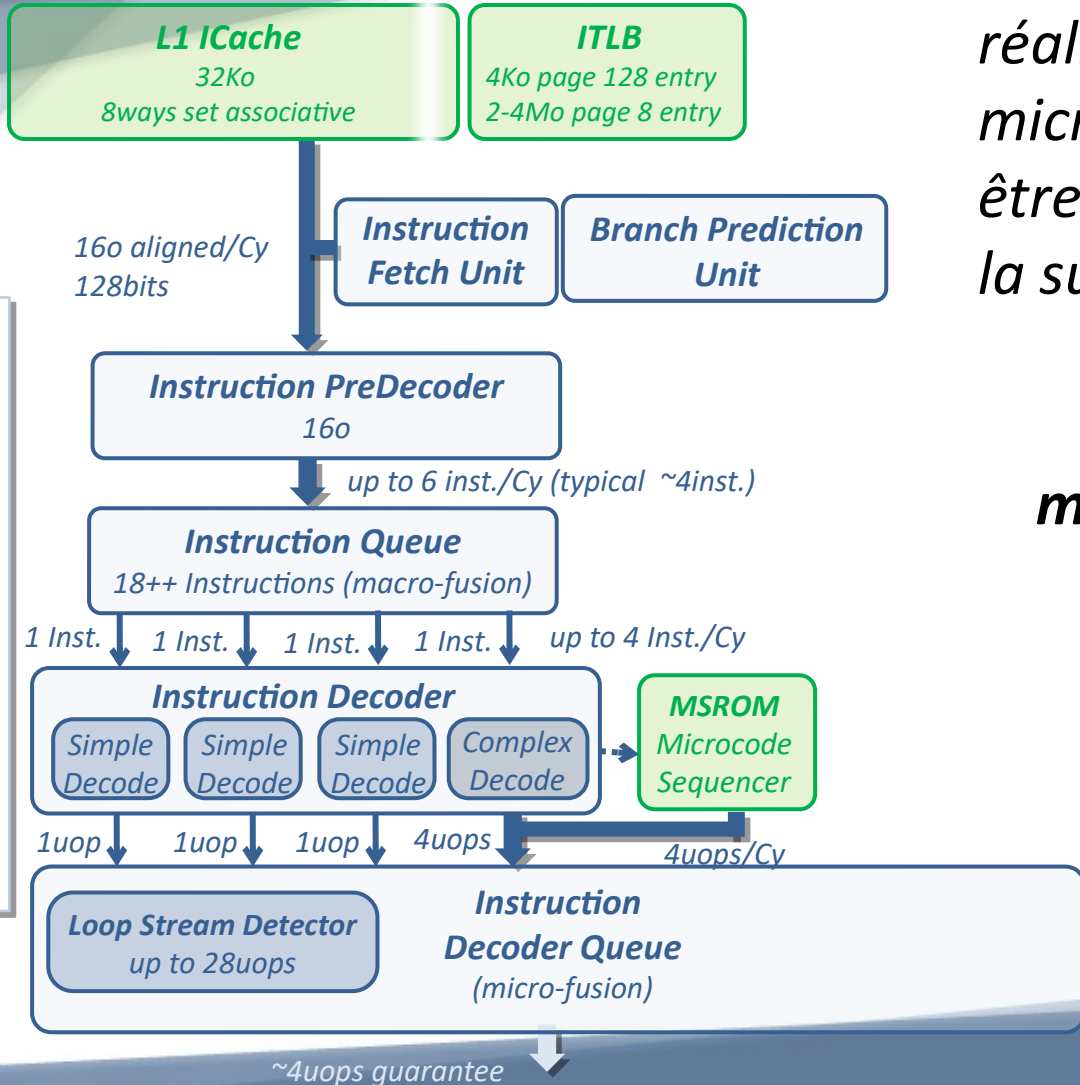 L1 ICache
32Ko
8ways set associative
ITLB
4Ko page 128 entry
2-4Mo page 8 entry
16o aligned/Cy
128bits
Instruction
Fetch Unit
Branch Prediction
Unit
Instruction PreDecoder
16o
up to 6 inst./Cy (typical ~4inst.)
Instruction Queue
18++ Instructions (macro-fusion)
1 Inst.
1 Inst.
1 Inst.
1 Inst.
up to 4 Inst./Cy
Instruction Decoder
Simple
Decode
Simple
Decode
Simple
Decode
Complex
Decode
MSROM
Microcode
Sequencer
1uop
1uop
1uop
4uops
4uops/Cy
Loop Stream Detector
up to 28uops
Instruction
Decoder Queue
(micro-fusion)
~4uops guarantee
être
la